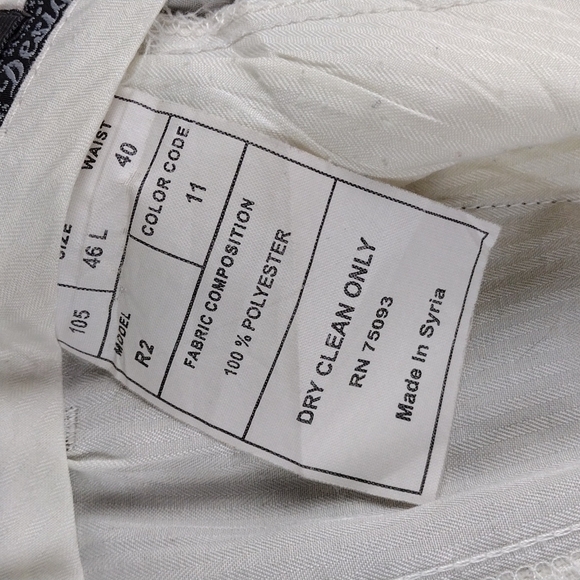 SIZE
WAIST
46 L
40
105
MODEL
COLOR CODE
R2
11
FABRIC COMPOSITION
100 % POLYESTER
DRY CLEAN ONLY
RN 75093
Made In Syria